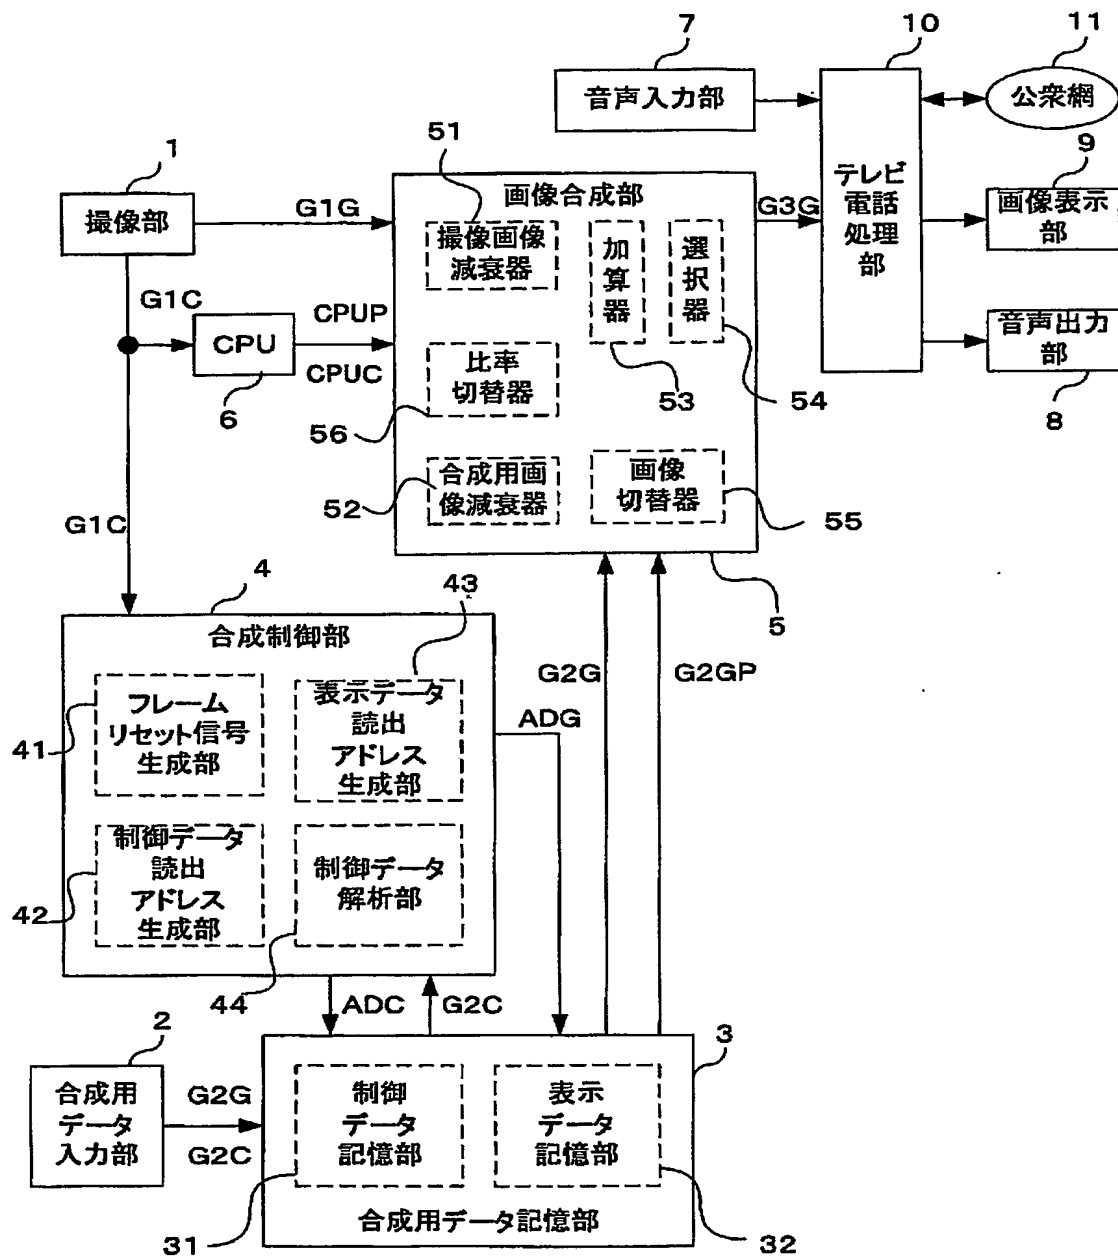 7
10
11
音声入力部
公衆網
1
撮像部
G1G
51
画像合成部
撮像画像
減衰器
加
算
器
選
択
器
G3G
テレビ
電話
処理
部
9
画像表示
部
G1C
CPU
6
CPUP
CPUC
比率
切替器
56
53
54
音声出力
部
8
合成用画
像減衰器
52
画像
切替器
55
G1C
4
43
5
合成制御部
フレーム
リセット信号
生成部
41
表示データ
読出
アドレス
生成部
ADG
G2G
G2GP
制御データ
読出
アドレス
生成部
42
制御データ
解析部
44
ADC
G2C
2
3
合成用
データ
入力部
G2G
G2C
制御
データ
記憶部
表示
データ
記憶部
31
合成用データ記憶部
32